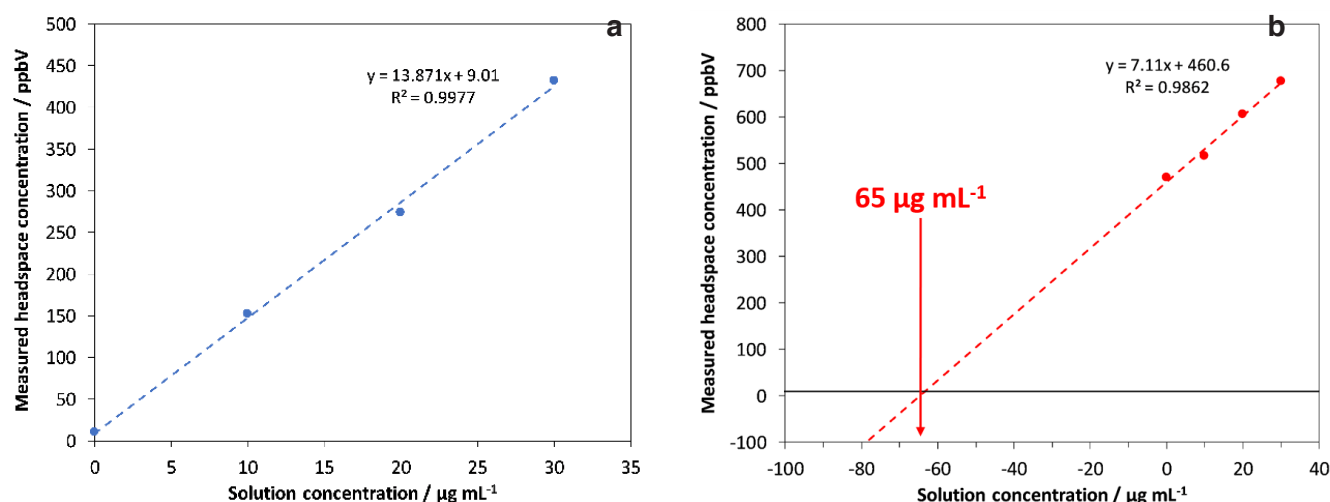 a
y = 13.871x + 9.01
R² = 0.9977
Measured headspace concentration / ppbV
500
450
400
350
300
250
200
150
100
50
0
0 5 10 15 20 25 30 35
Solution concentration / µg mL⁻¹
b
y = 7.11x + 460.6
R² = 0.9862
65 µg mL⁻¹
Measured headspace concentration / ppbV
800
700
600
500
400
300
200
100
0
-100
-100 -80 -60 -40 -20 0 20 40
Solution concentration / µg mL⁻¹